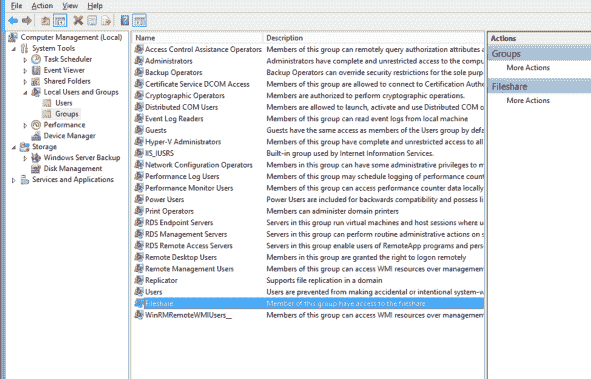 File Action View Help
Computer Management (Local)
System Tools
Task Scheduler
Event Viewer
Shared Folders
Local Users and Groups
Users
Groups
Performance
Device Manager
Storage
Windows Server Backup
Disk Management
Services and Applications
Name Description
Access Control Assistance Operators Members of this group can remotely query authorization attributes a
Administrators Administrators have complete and unrestricted access to the compu
Backup Operators Backup Operators can override security restrictions for the sole purp
Certificate Service DCOM Access Members of this group are allowed to connect to Certification Autho
Cryptographic Operators Members are authorized to perform cryptographic operations.
Distributed COM Users Members are allowed to launch, activate and use Distributed COM o
Event Log Readers Members of this group can read event logs from local machine
Guests Guests have the same access as members of the Users group by defa
Hyper-V Administrators Members of this group have complete and unrestricted access to all
IIS_IUSRS Built-in group used by Internet Information Services.
Network Configuration Operators Members in this group can have some administrative privileges to m
Performance Log Users Members of this group may schedule logging of performance count
Performance Monitor Users Members of this group can access performance counter data locally
Power Users Power Users are included for backwards compatibility and possess li
Print Operators Members can administer domain printers
RDS Endpoint Servers Servers in this group run virtual machines and host sessions where u
RDS Management Servers Servers in this group can perform routine administrative actions on s
RDS Remote Access Servers Servers in this group enable users of RemoteApp programs and pers
Remote Desktop Users Members in this group are granted the right to logon remotely
Remote Management Users Members of this group can access WMI resources over management
Replicator Supports file replication in a domain
Users Users are prevented from making accidental or intentional system-w
Fileshare Member of this group have access to the fileshare
WinRMRemoteWMIUsers__ Members of this group can access WMI resources over management
Actions
Groups
More Actions
Fileshare
More Actions